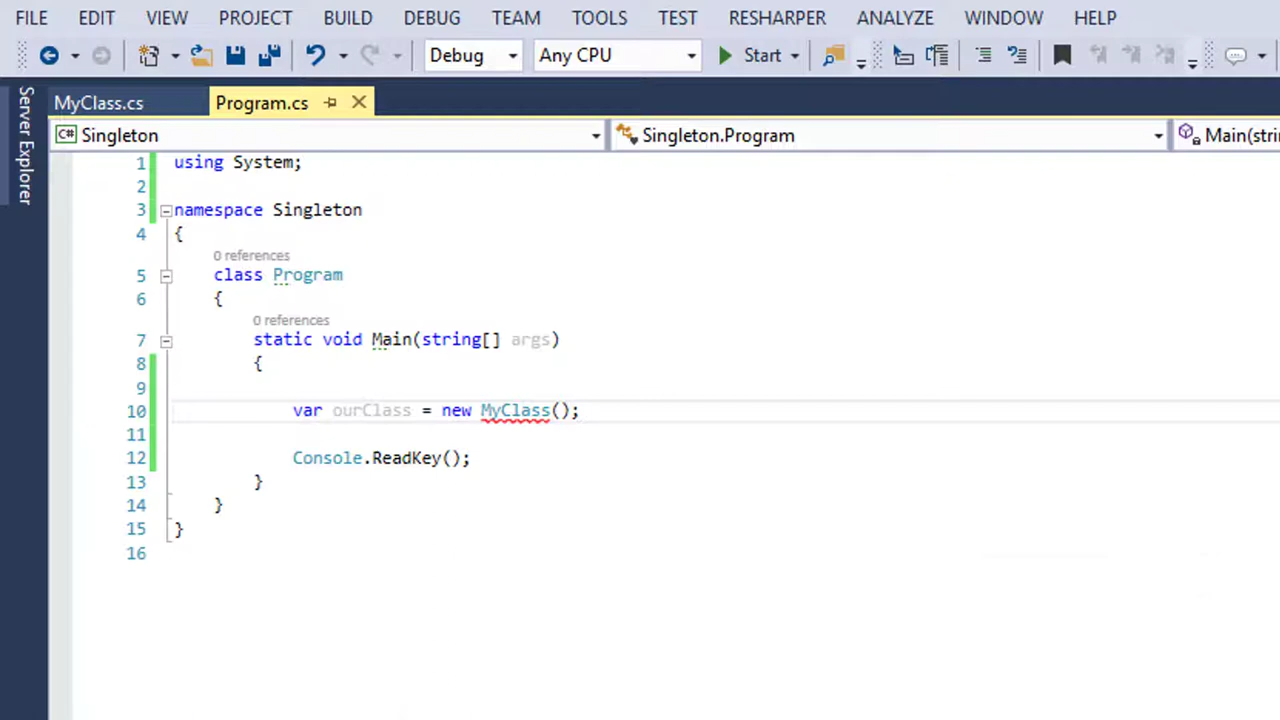 FILE EDIT VIEW PROJECT BUILD DEBUG TEAM TOOLS TEST RESHARPER ANALYZE WINDOW HELP
Debug Any CPU Start
Server Explorer
MyClass.cs Program.cs
C# Singleton Singleton.Program Main(stri
1 using System;
2
3 namespace Singleton
4 {
0 references
5 class Program
6 {
0 references
7 static void Main(string[] args)
8 {
9
10 var ourClass = new MyClass();
11
12 Console.ReadKey();
13 }
14 }
15 }
16